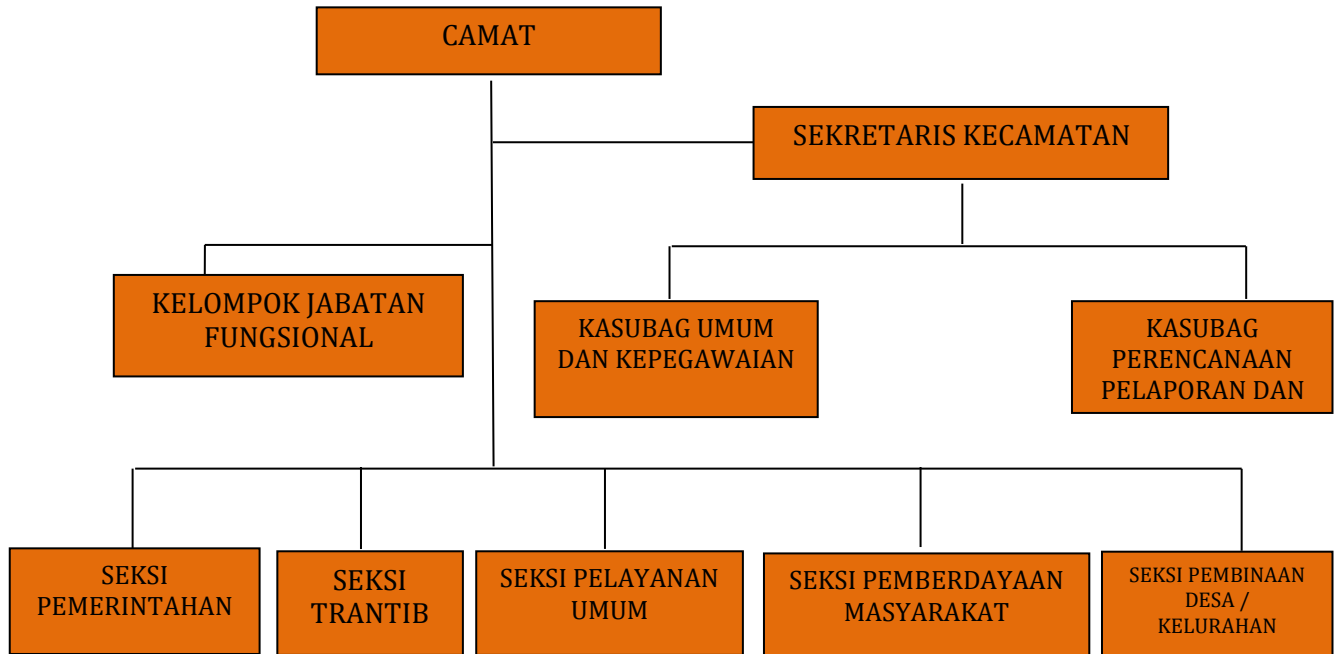 CAMAT
SEKRETARIS KECAMATAN
KELOMPOK JABATAN
FUNGSIONAL
KASUBAG UMUM
DAN KEPEGAWAIAN
KASUBAG
PERENCANAAN
PELAPORAN DAN
SEKSI
PEMERINTAHAN
SEKSI
TRANTIB
SEKSI PELAYANAN
UMUM
SEKSI PEMBERDAYAAN
MASYARAKAT
SEKSI PEMBINAAN
DESA /
KELURAHAN